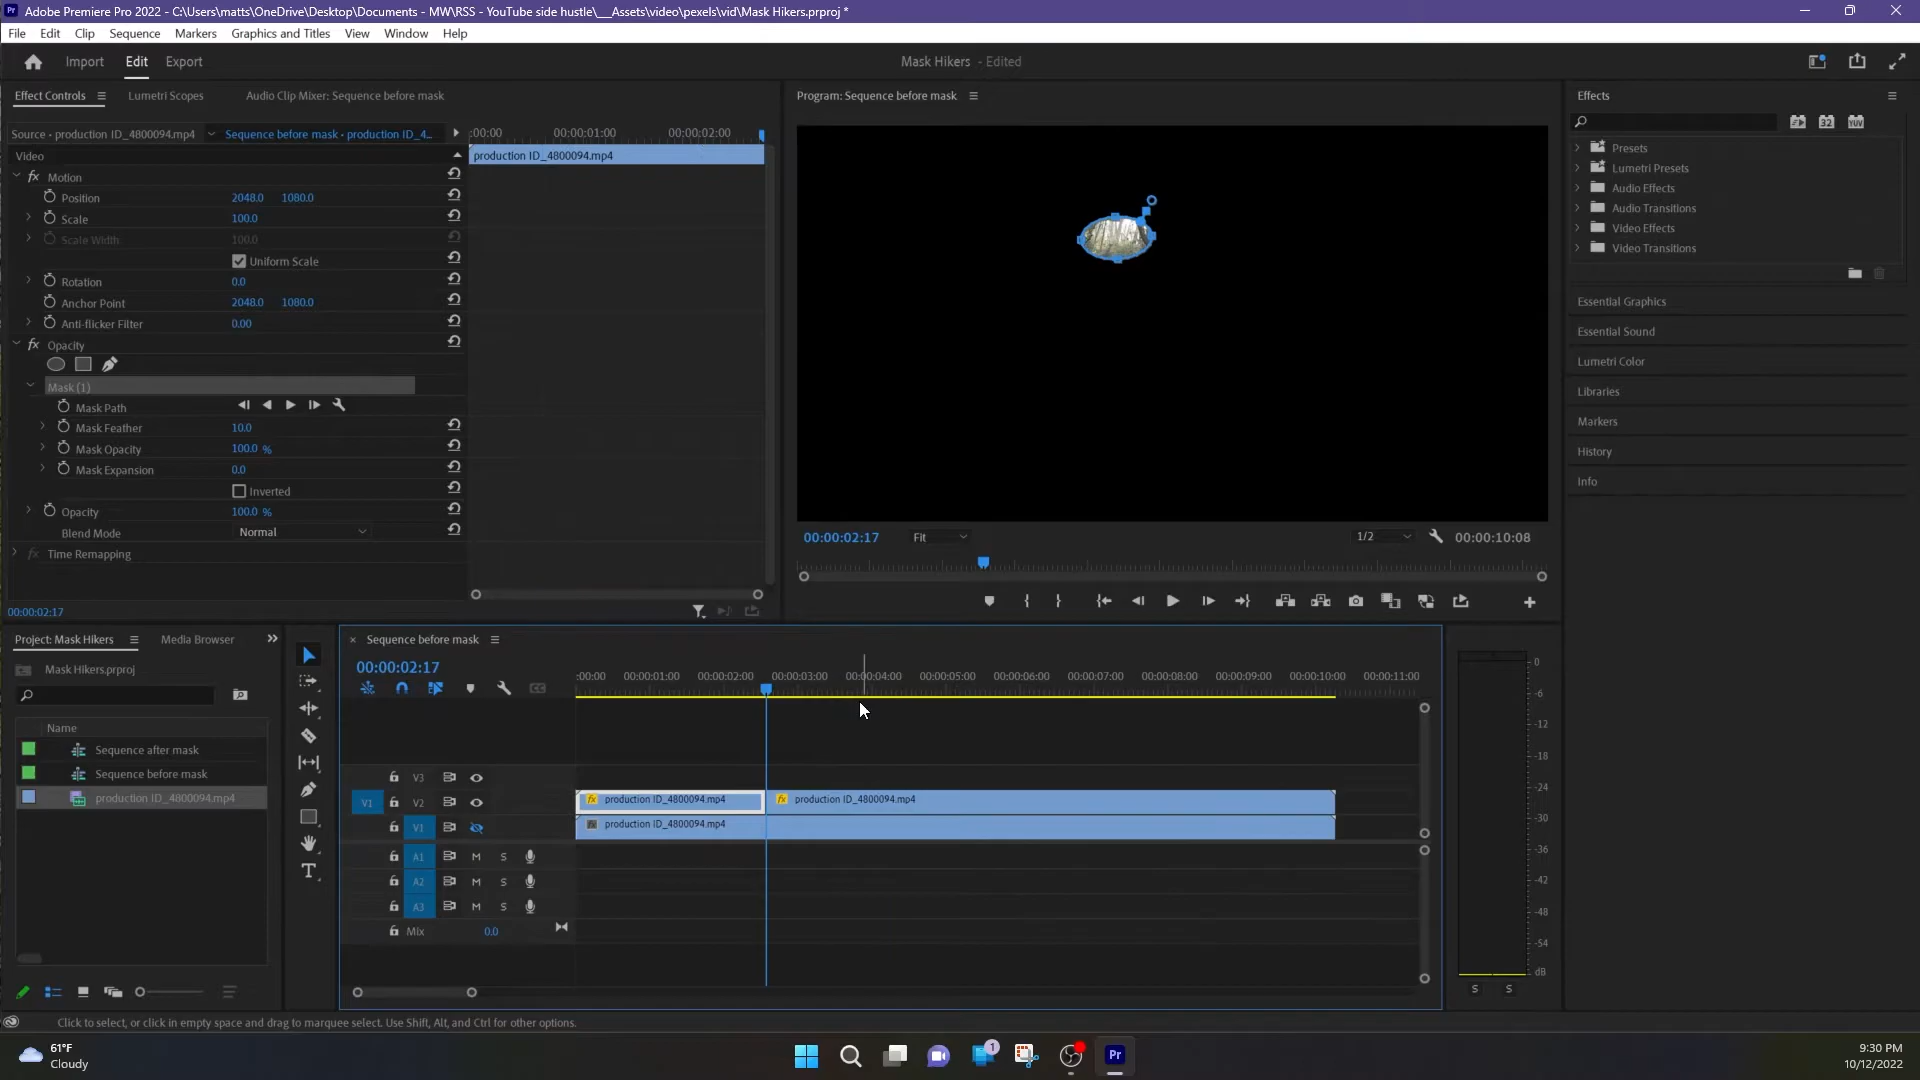 Adobe Premiere Pro 2022 - C:\Users\matts\OneDrive\Desktop\Documents - MW\RSS - YouTube side hustle\__Assets\video\pexels\vid\Mask Hikers.prproj *
File Edit Clip Sequence Markers Graphics and Titles View Window Help
Import Edit Export
Mask Hikers - Edited
Effect Controls Lumetri Scopes Audio Clip Mixer: Sequence before mask
Program: Sequence before mask
Effects
Source • production ID_4800094.mp4 Sequence before mask • production ID_4...
:00:00 00:00:01:00 00:00:02:00
32 YUV
Video
production ID_4800094.mp4
Presets
Lumetri Presets
Audio Effects
Audio Transitions
Video Effects
Video Transitions
fx Motion
Position 2048.0 1080.0
Scale 100.0
Scale Width 100.0
Uniform Scale
Rotation 0.0
Anchor Point 2048.0 1080.0
Anti-flicker Filter 0.00
fx Opacity
Mask (1)
Mask Path
Mask Feather 10.0
Mask Opacity 100.0 %
Mask Expansion 0.0
Inverted
Opacity 100.0 %
Blend Mode Normal
fx Time Remapping
00:00:02:17
Essential Graphics
Essential Sound
Lumetri Color
Libraries
Markers
History
Info
00:00:02:17 Fit 1/2 00:00:10:08
Project: Mask Hikers Media Browser
Mask Hikers.prproj
Name
Sequence after mask
Sequence before mask
production ID_4800094.mp4
T
× Sequence before mask
00:00:02:17
:00:00 00:00:01:00 00:00:02:00 00:00:03:00 00:00:04:00 00:00:05:00 00:00:06:00 00:00:07:00 00:00:08:00 00:00:09:00 00:00:10:00 00:00:11:00
CC
V3
V1 V2 fx production ID_4800094.mp4 fx production ID_4800094.mp4
V1 fx production ID_4800094.mp4
A1 M S
A2 M S
A3 M S
Mix 0.0
0
-6
-12
-18
-24
-30
-36
-42
-48
-54
dB
S S
Click to select, or click in empty space and drag to marquee select. Use Shift, Alt, and Ctrl for other options.
61°F
Cloudy
1
Pr
9:30 PM
10/12/2022